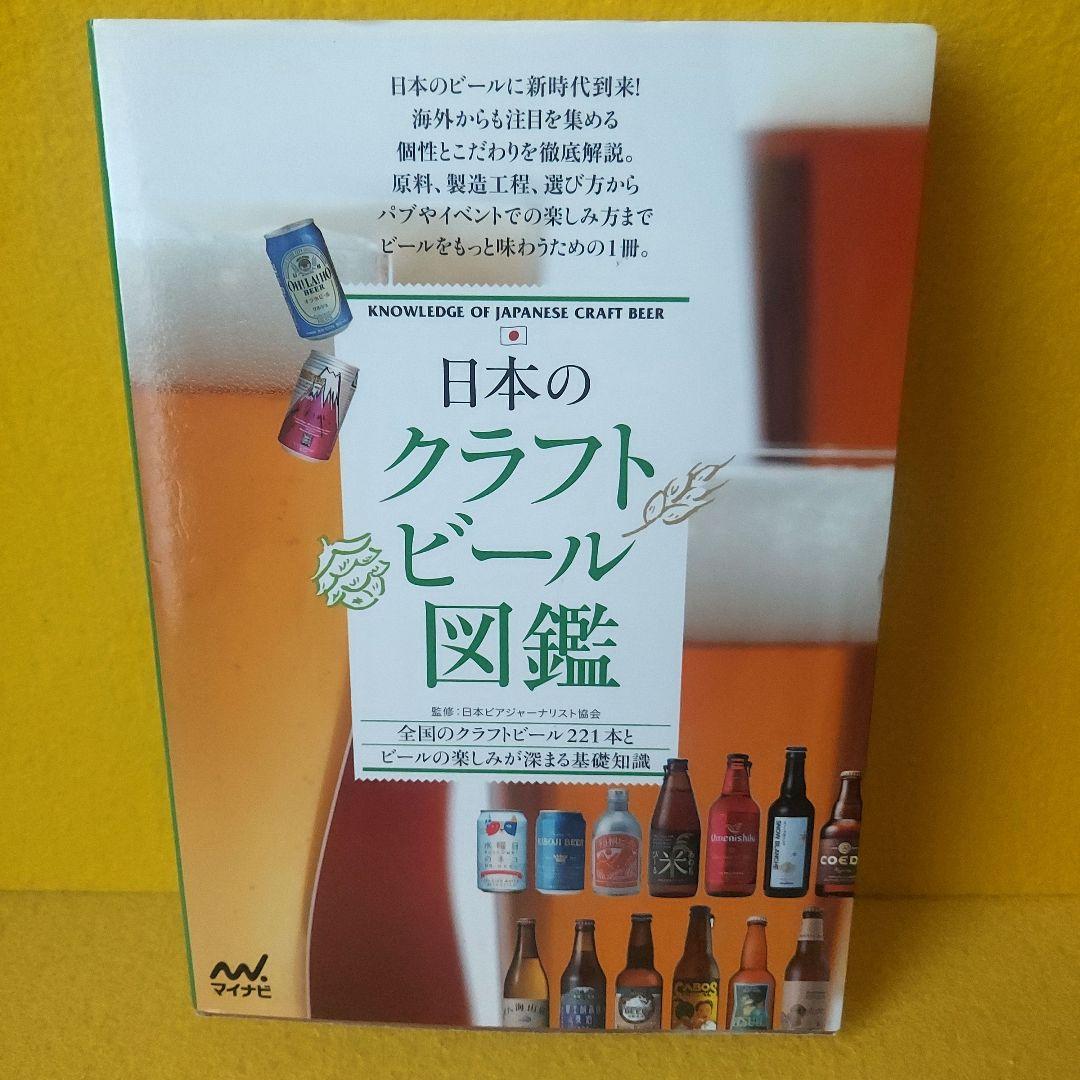 日本のビールに新時代到来!
海外からも注目を集める
個性とこだわりを徹底解説。
原料、製造工程、選び方から
パブやイベントでの楽しみ方まで
ビールをもっと味わうための1冊。
OH!LA!HO
BEER
KNOWLEDGE OF JAPANESE CRAFT BEER
日本の
クラフト
ビール
図鑑
監修:日本ビアジャーナリスト協会
全国のクラフトビール221本と
ビールの楽しみが深まる基礎知識
水曜日
のネコ
米
SNOW BLANCHE
COED
BEER
CABOS
マイナビ